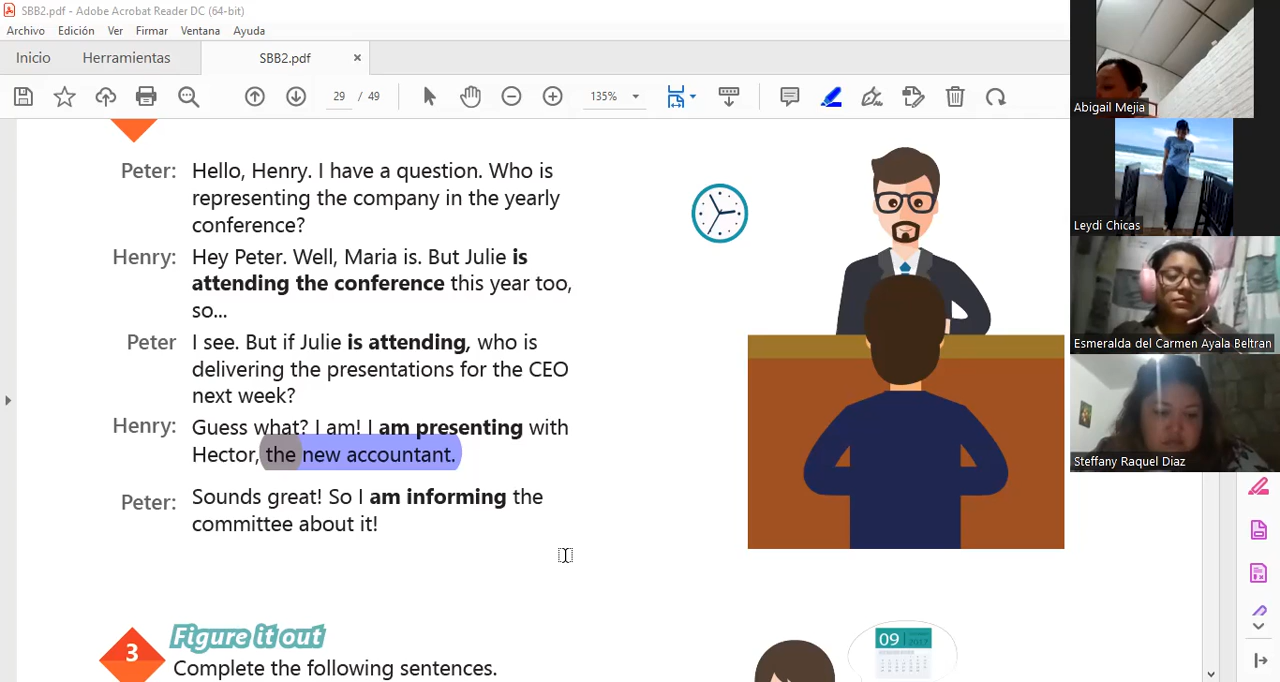 SBB2.pdf - Adobe Acrobat Reader DC (64-bit)
Archivo Edición Ver Firmar Ventana Ayuda
Inicio Herramientas SBB2.pdf ×
29 / 49 135%
Peter: Hello, Henry. I have a question. Who is
representing the company in the yearly
conference?
Henry: Hey Peter. Well, Maria is. But Julie is
attending the conference this year too,
so...
Peter I see. But if Julie is attending, who is
delivering the presentations for the CEO
next week?
Henry: Guess what? I am! I am presenting with
Hector, the new accountant.
Peter: Sounds great! So I am informing the
committee about it!
3 Figure it out
Complete the following sentences.
09
Abigail Mejia
Leydi Chicas
Esmeralda del Carmen Ayala Beltran
Steffany Raquel Diaz